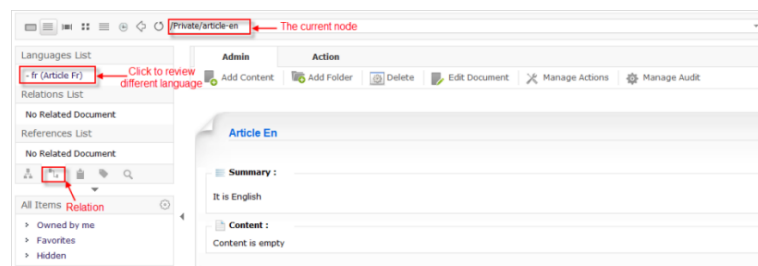 /Private/article-en
The current node
Languages List
- fr (Article Fr)
Click to review
different language
Relations List
No Related Document
References List
No Related Document
Relation
All Items
Owned by me
Favorites
Hidden
Admin
Action
Add Content
Add Folder
Delete
Edit Document
Manage Actions
Manage Audit
Article En
Summary :
It is English
Content :
Content is empty